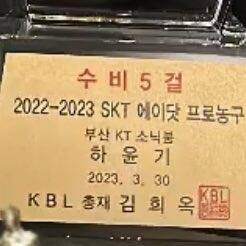 수비5걸
2022-2023 SKT 에이닷 프로농구
부산 KT 소닉붐
하윤기
2023. 3. 30
KBL 총재 김희옥
KBL